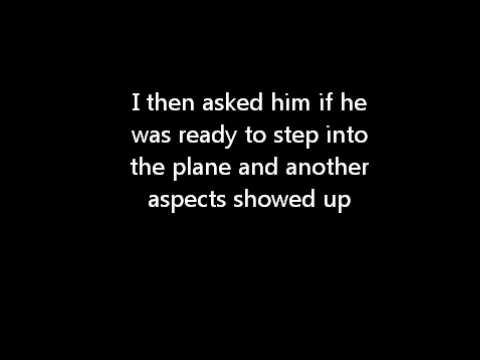 I then asked him if he
was ready to step into
the plane and another
aspects showed up